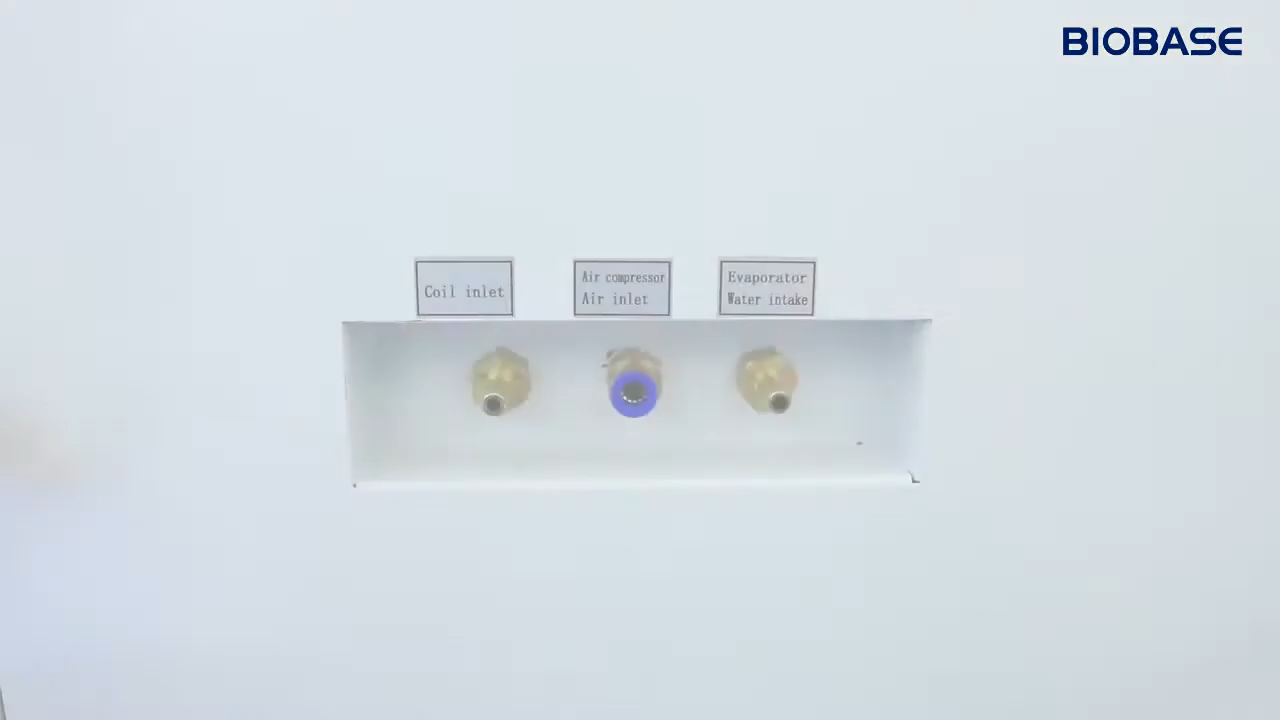 BIOBASE
Coil inlet
Air compressor
Air inlet
Evaporator
Water intake